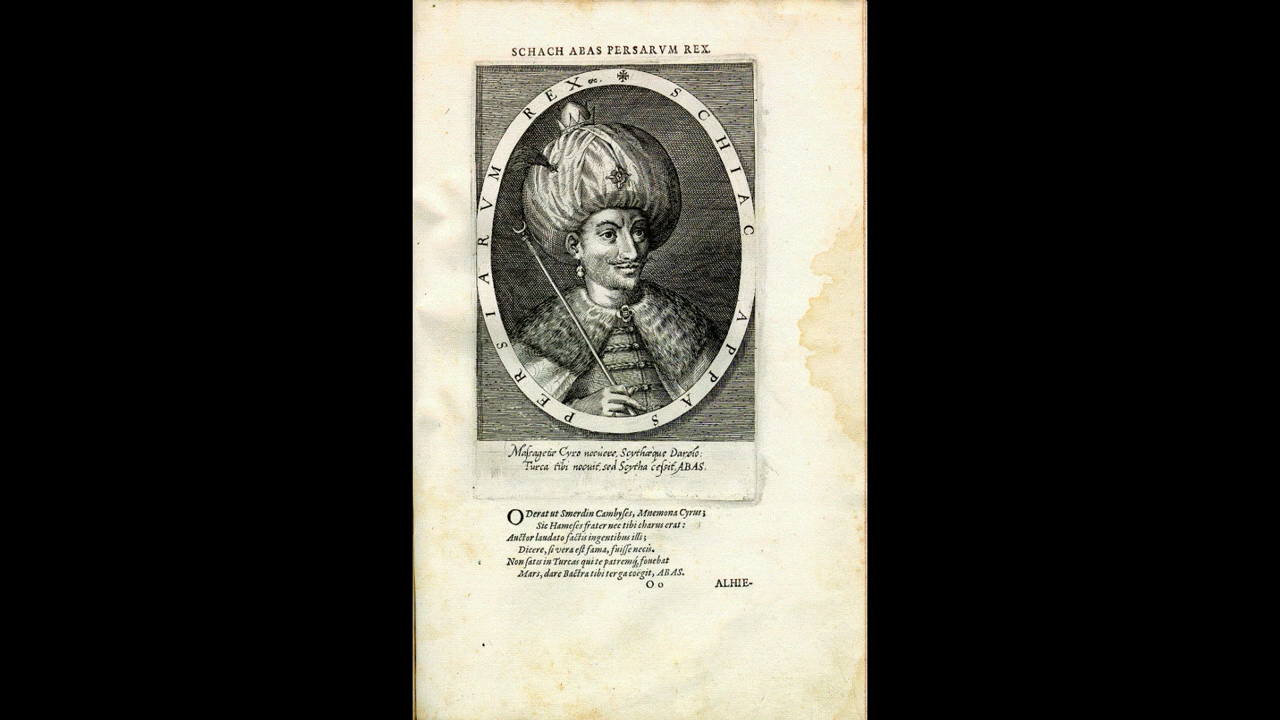 SCHACH ABAS PERSARVM REX.
✠ SCHIAC APPAS PERSIARVM REX &c.
Maſsagetæ Cyro nocuere, Scythæque Dareio:
Turca tibi nocuit, sed Scytha ceſsit, ABAS.
ODerat ut Smerdin Cambyſes, Mnemona Cyrus;
Sic Hameſes frater nec tibi charus erat:
Auctor laudato factis ingentibus illi;
Dicere, ſi vera eſt fama, fuiſſe necis.
Non ſatis in Turcas qui te patremq́; fouebat
Mars, dare Bactra tibi terga coëgit, ABAS.
O o
ALHIE-